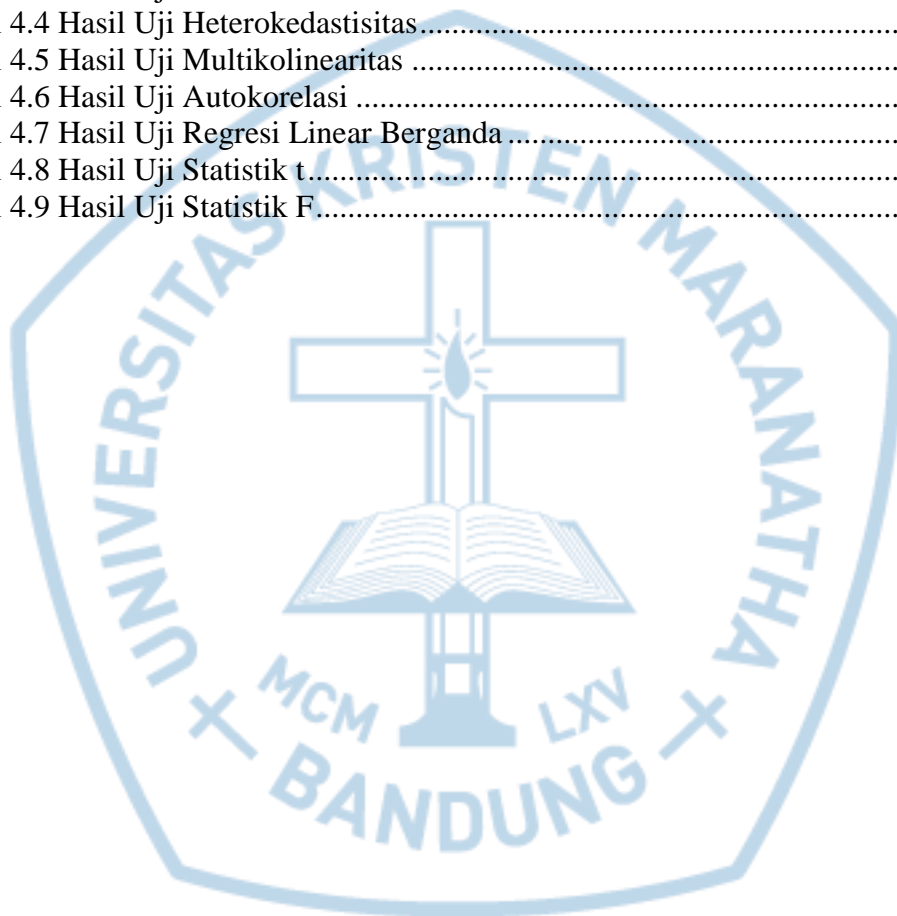 4.4 Hasil Uji Heterokedastisitas........................................................
4.5 Hasil Uji Multikolinearitas ........................................................
4.6 Hasil Uji Autokorelasi ........................................................
4.7 Hasil Uji Regresi Linear Berganda ........................................................
4.8 Hasil Uji Statistik t........................................................
4.9 Hasil Uji Statistik F........................................................
UNIVERSITAS KRISTEN MARANATHA
MCM LXV
BANDUNG